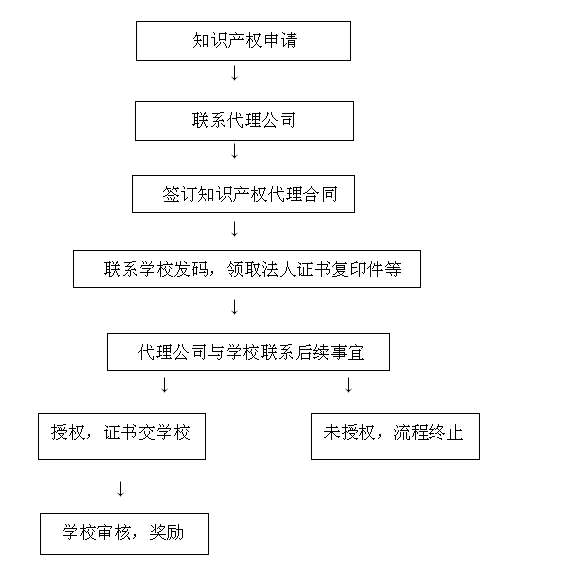 知识产权申请
↓
联系代理公司
↓
签订知识产权代理合同
↓
联系学校发码，领取法人证书复印件等
↓
代理公司与学校联系后续事宜
↓ ↓
授权，证书交学校 未授权，流程终止
↓
学校审核，奖励